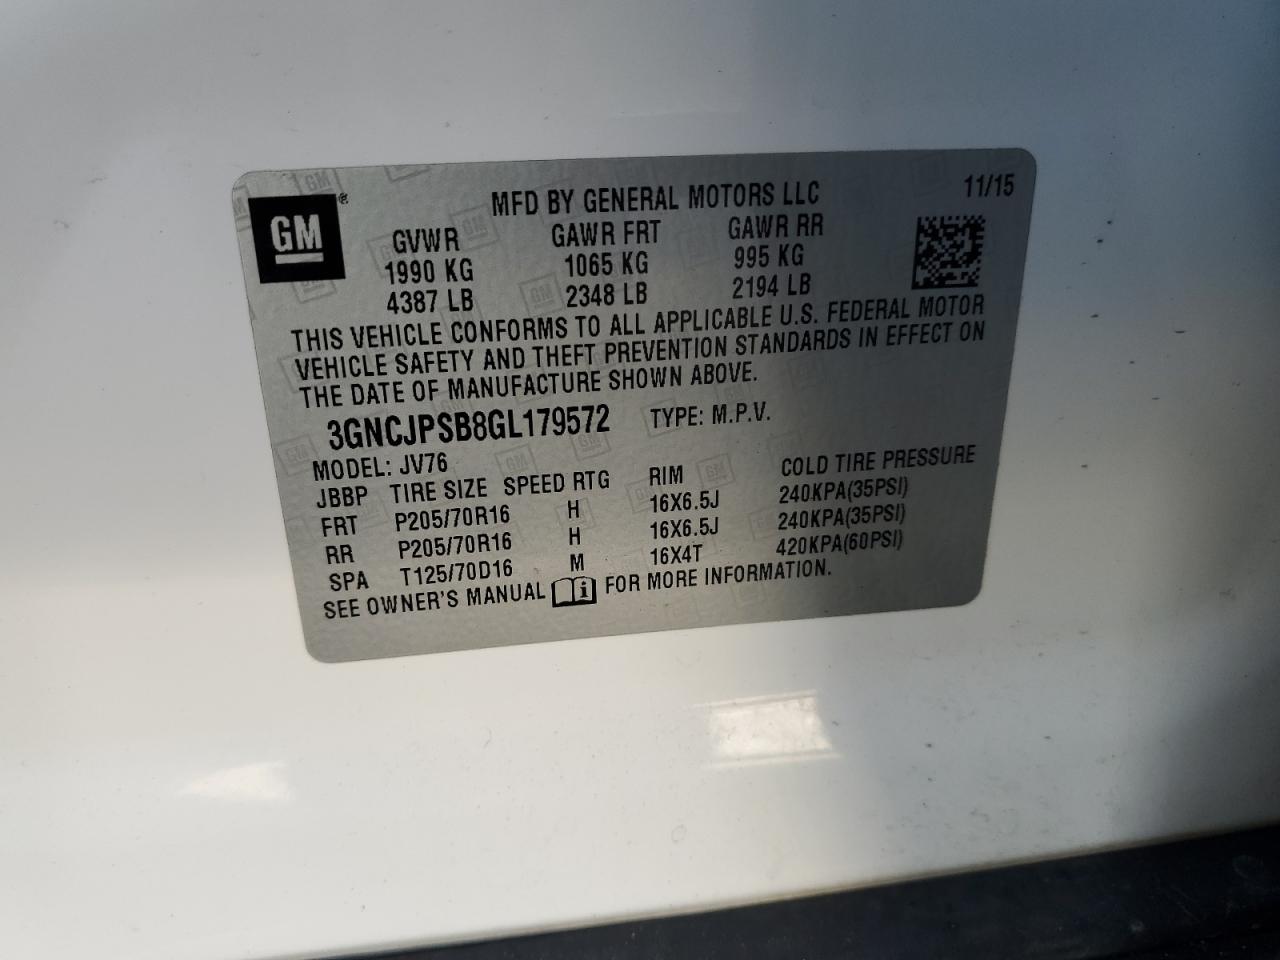 GM ®
MFD BY GENERAL MOTORS LLC 11/15
GVWR GAWR FRT GAWR RR
1990 KG 1065 KG 995 KG
4387 LB 2348 LB 2194 LB
THIS VEHICLE CONFORMS TO ALL APPLICABLE U.S. FEDERAL MOTOR
VEHICLE SAFETY AND THEFT PREVENTION STANDARDS IN EFFECT ON
THE DATE OF MANUFACTURE SHOWN ABOVE.
3GNCJPSB8GL179572 TYPE: M.P.V.
MODEL: JV76
JBBP TIRE SIZE SPEED RTG RIM COLD TIRE PRESSURE
FRT P205/70R16 H 16X6.5J 240KPA(35PSI)
RR P205/70R16 H 16X6.5J 240KPA(35PSI)
SPA T125/70D16 M 16X4T 420KPA(60PSI)
SEE OWNER'S MANUAL i FOR MORE INFORMATION.